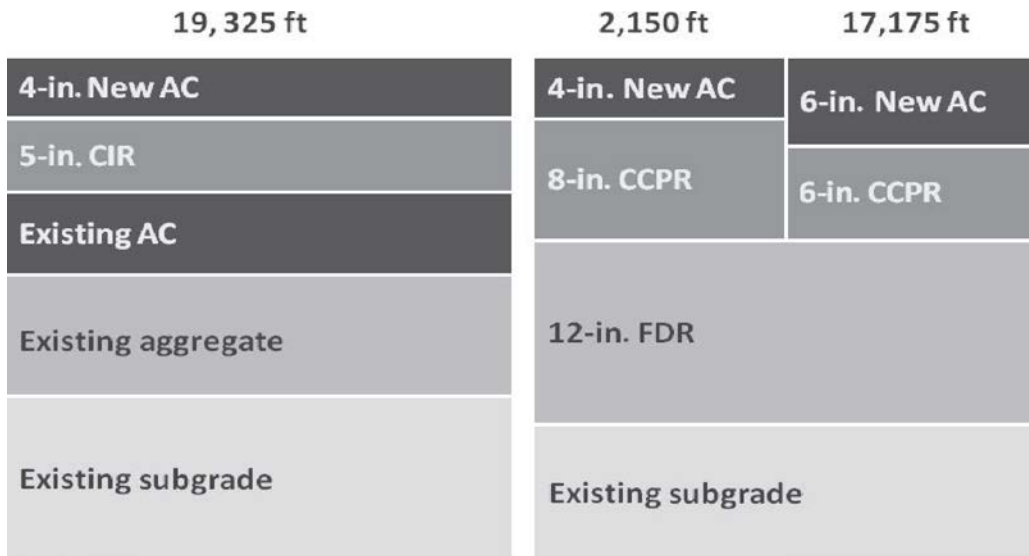 19, 325 ft
4-in. New AC
5-in. CIR
Existing AC
Existing aggregate
Existing subgrade
2,150 ft
17,175 ft
4-in. New AC
8-in. CCPR
6-in. New AC
6-in. CCPR
12-in. FDR
Existing subgrade